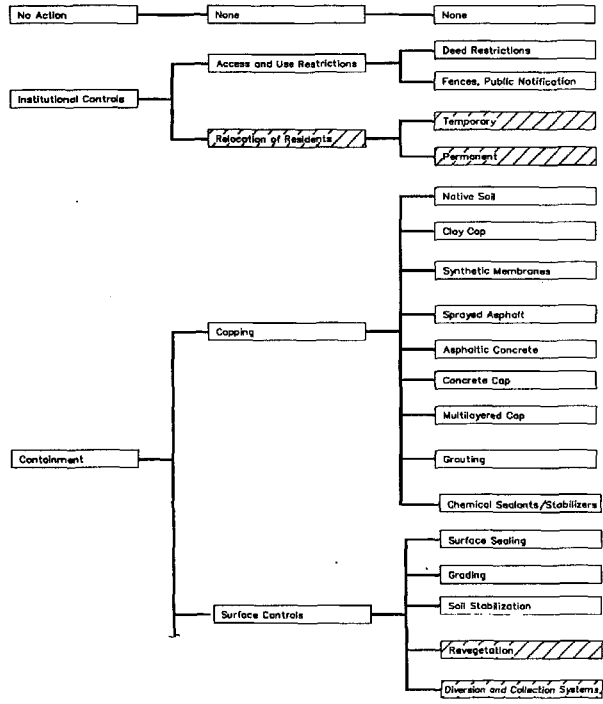 No Action
None
None
Institutional Controls
Access and Use Restrictions
Deed Restrictions
Fences, Public Notification
Relocation of Residents
Temporary
Permanent
Containment
Capping
Native Soil
Clay Cap
Synthetic Membranes
Sprayed Asphalt
Asphaltic Concrete
Concrete Cap
Multilayered Cap
Grouting
Chemical Sealants/Stabilizers
Surface Controls
Surface Sealing
Grading
Soil Stabilization
Revegetation
Diversion and Collection Systems